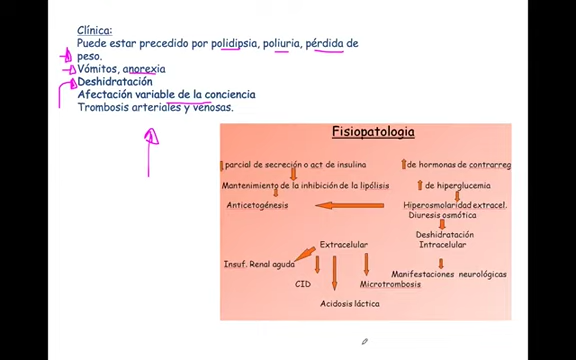 Clínica:
Puede estar precedido por polidipsia, poliuria, pérdida de
peso.
Vómitos, anorexia
Deshidratación
Afectación variable de la conciencia
Trombosis arteriales y venosas.
Fisiopatologia
parcial de secreción o act de insulina
de hormonas de contrarreg
Mantenimiento de la inhibición de la lipólisis
de hiperglucemia
Anticetogénesis
Hiperosmolaridad extracel.
Diuresis osmótica
Deshidratación
Intracelular
Extracelular
Insuf. Renal aguda
Manifestaciones neurológicas
CID
Microtrombosis
Acidosis láctica